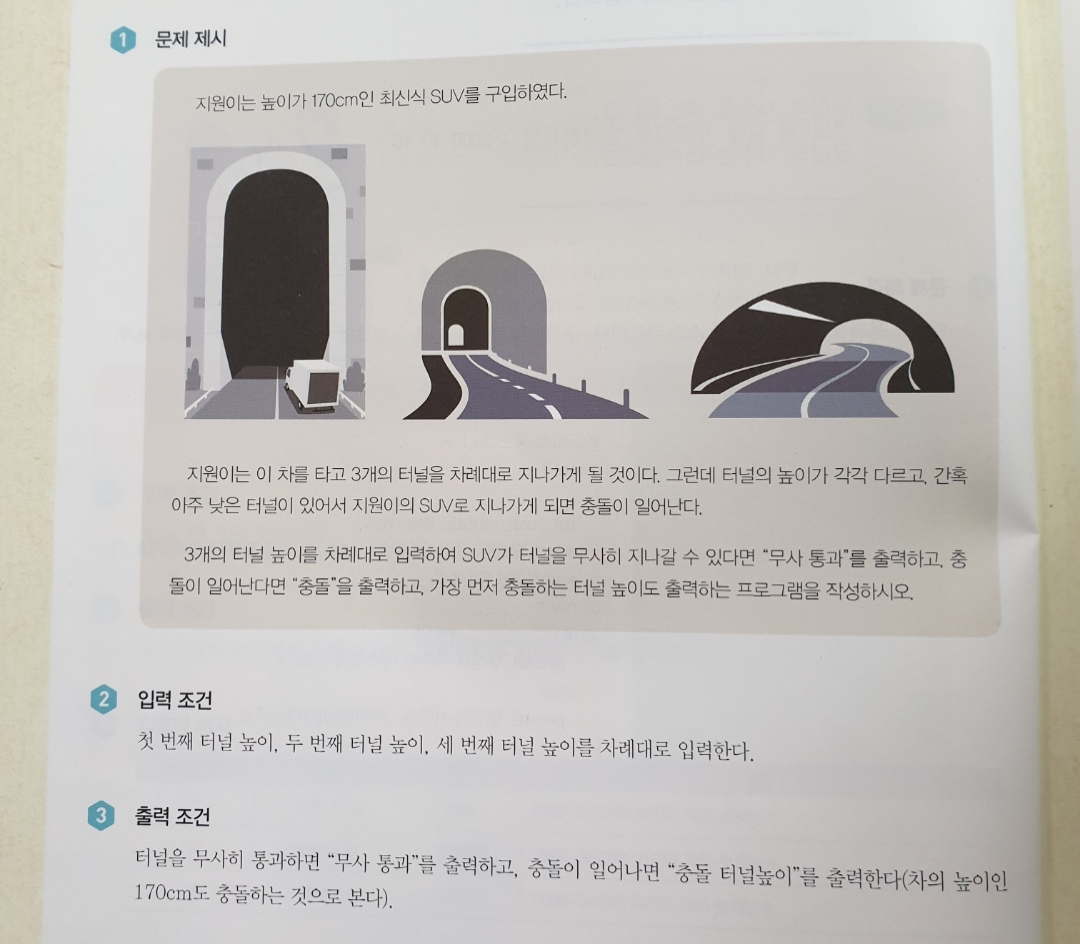 1 문제 제시
지원이는 높이가 170cm인 최신식 SUV를 구입하였다.
지원이는 이 차를 타고 3개의 터널을 차례대로 지나가게 될 것이다. 그런데 터널의 높이가 각각 다르고, 간혹
아주 낮은 터널이 있어서 지원이의 SUV로 지나가게 되면 충돌이 일어난다.
3개의 터널 높이를 차례대로 입력하여 SUV가 터널을 무사히 지나갈 수 있다면 “무사 통과”를 출력하고, 충
돌이 일어난다면 “충돌”을 출력하고, 가장 먼저 충돌하는 터널 높이도 출력하는 프로그램을 작성하시오.
2 입력 조건
첫 번째 터널 높이, 두 번째 터널 높이, 세 번째 터널 높이를 차례대로 입력한다.
3 출력 조건
터널을 무사히 통과하면 “무사 통과”를 출력하고, 충돌이 일어나면 “충돌 터널높이”를 출력한다(차의 높이인
170cm도 충돌하는 것으로 본다).